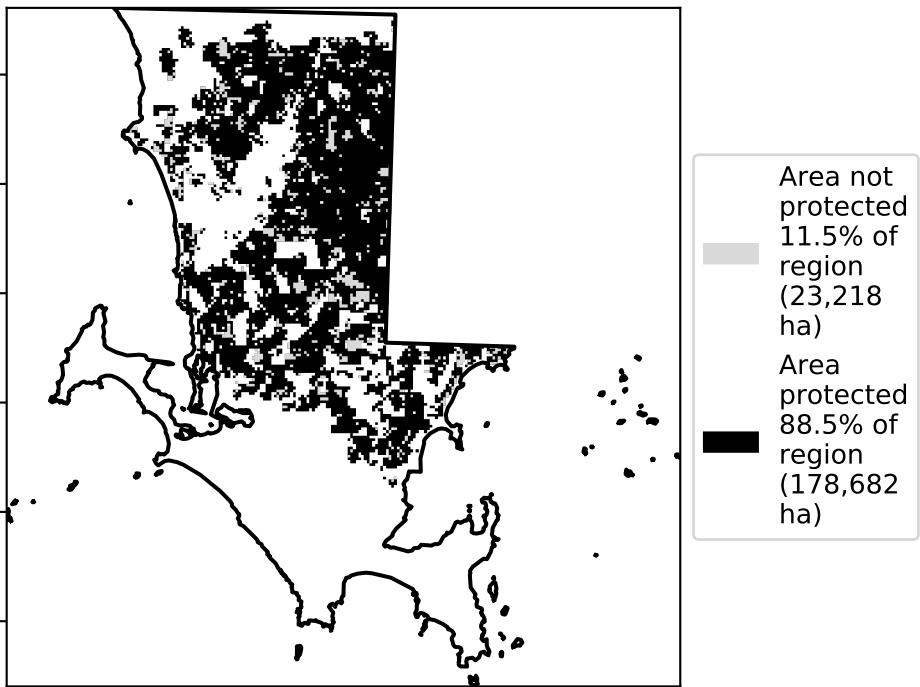 Area not
protected
11.5% of
region
(23,218
ha)
Area
protected
88.5% of
region
(178,682
ha)